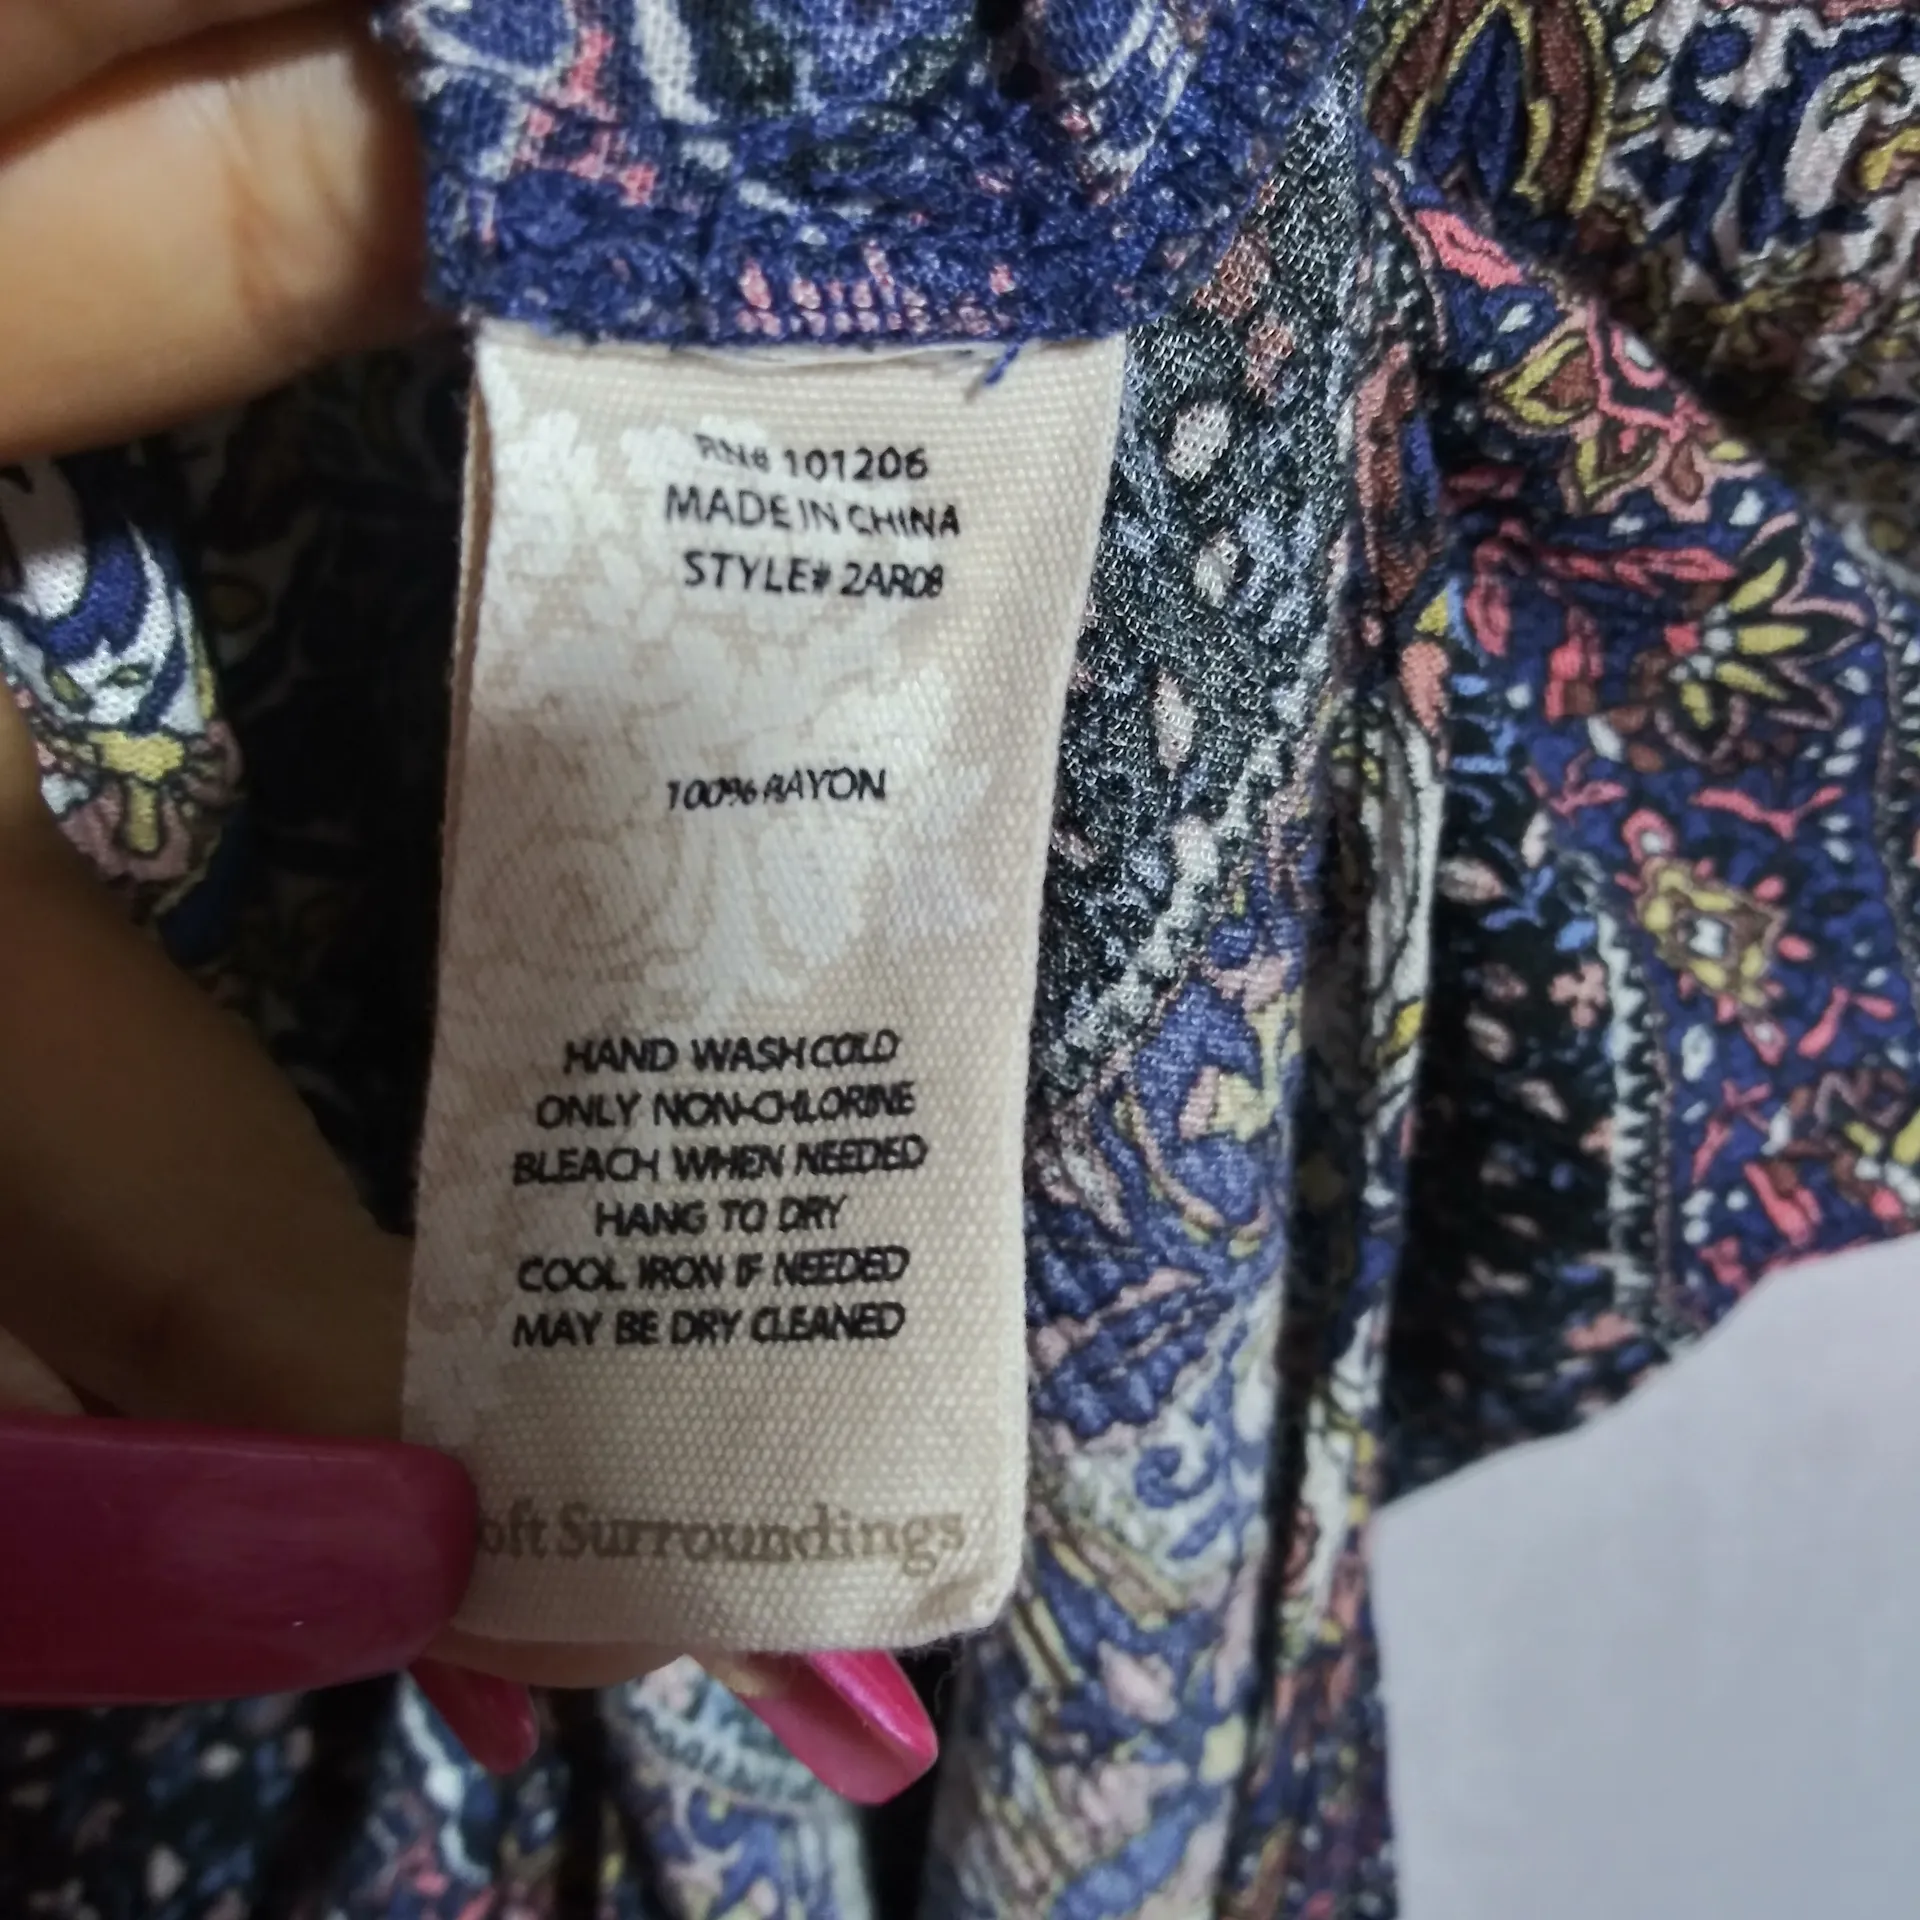 RN# 101206
MADE IN CHINA
STYLE# 2AR08
100% RAYON
HAND WASH COLD
ONLY NON-CHLORINE
BLEACH WHEN NEEDED
HANG TO DRY
COOL IRON IF NEEDED
MAY BE DRY CLEANED
oft Surroundings